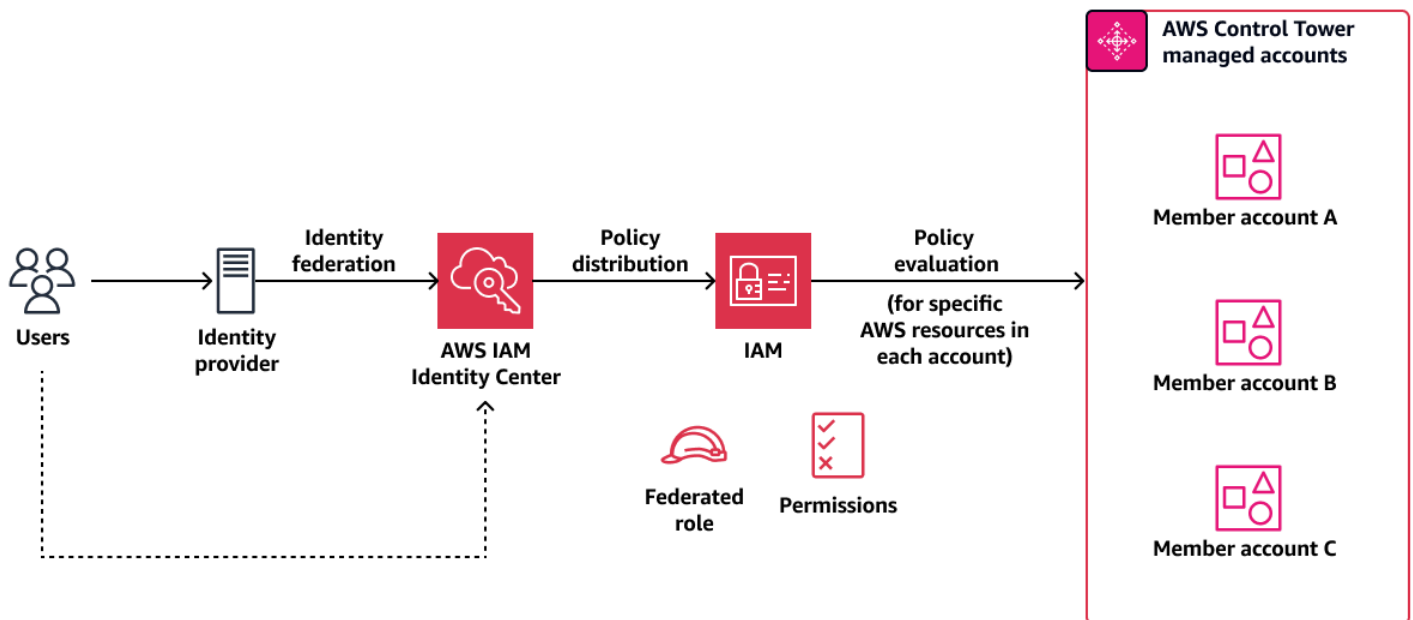 AWS Control Tower
managed accounts
Member account A
Identity
federation
Policy
distribution
Policy
evaluation
(for specific
AWS resources in
each account)
Users
Identity
provider
AWS IAM
Identity Center
IAM
Member account B
Federated
role
Permissions
Member account C